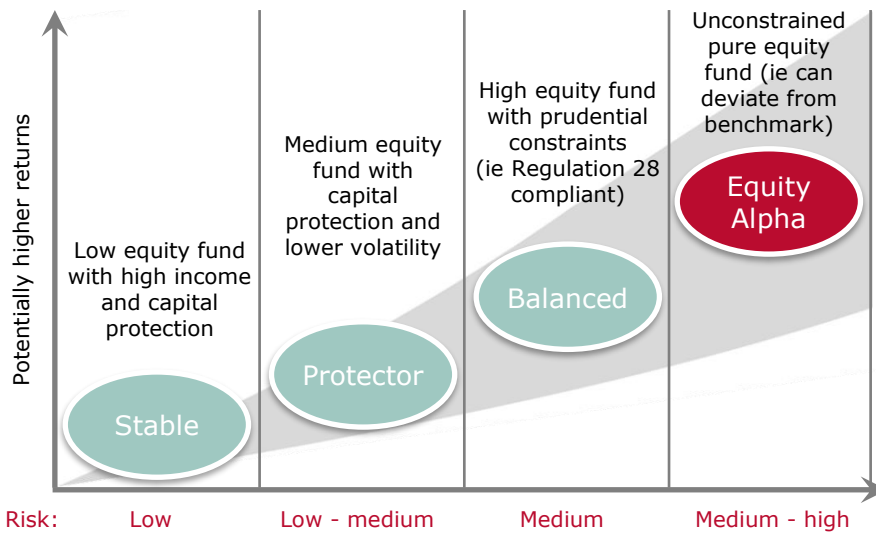 Potentially higher returns
Low equity fund
with high income
and capital
protection
Stable
Medium equity
fund with
capital
protection and
lower volatility
Protector
High equity fund
with prudential
constraints
(ie Regulation 28
compliant)
Balanced
Unconstrained
pure equity
fund (ie can
deviate from
benchmark)
Equity
Alpha
Risk: Low Low - medium Medium Medium - high